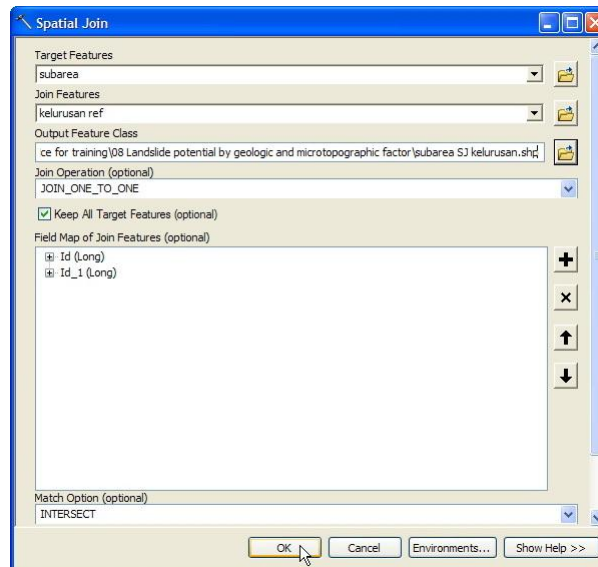 Spatial Join
Target Features
subarea
Join Features
kelurusan ref
Output Feature Class
ce for training\08 Landslide potential by geologic and microtopographic factor\subarea SJ kelurusan.shp
Join Operation (optional)
JOIN_ONE_TO_ONE
Keep All Target Features (optional)
Field Map of Join Features (optional)
Id (Long)
Id_1 (Long)
Match Option (optional)
INTERSECT
OK Cancel Environments... Show Help >>